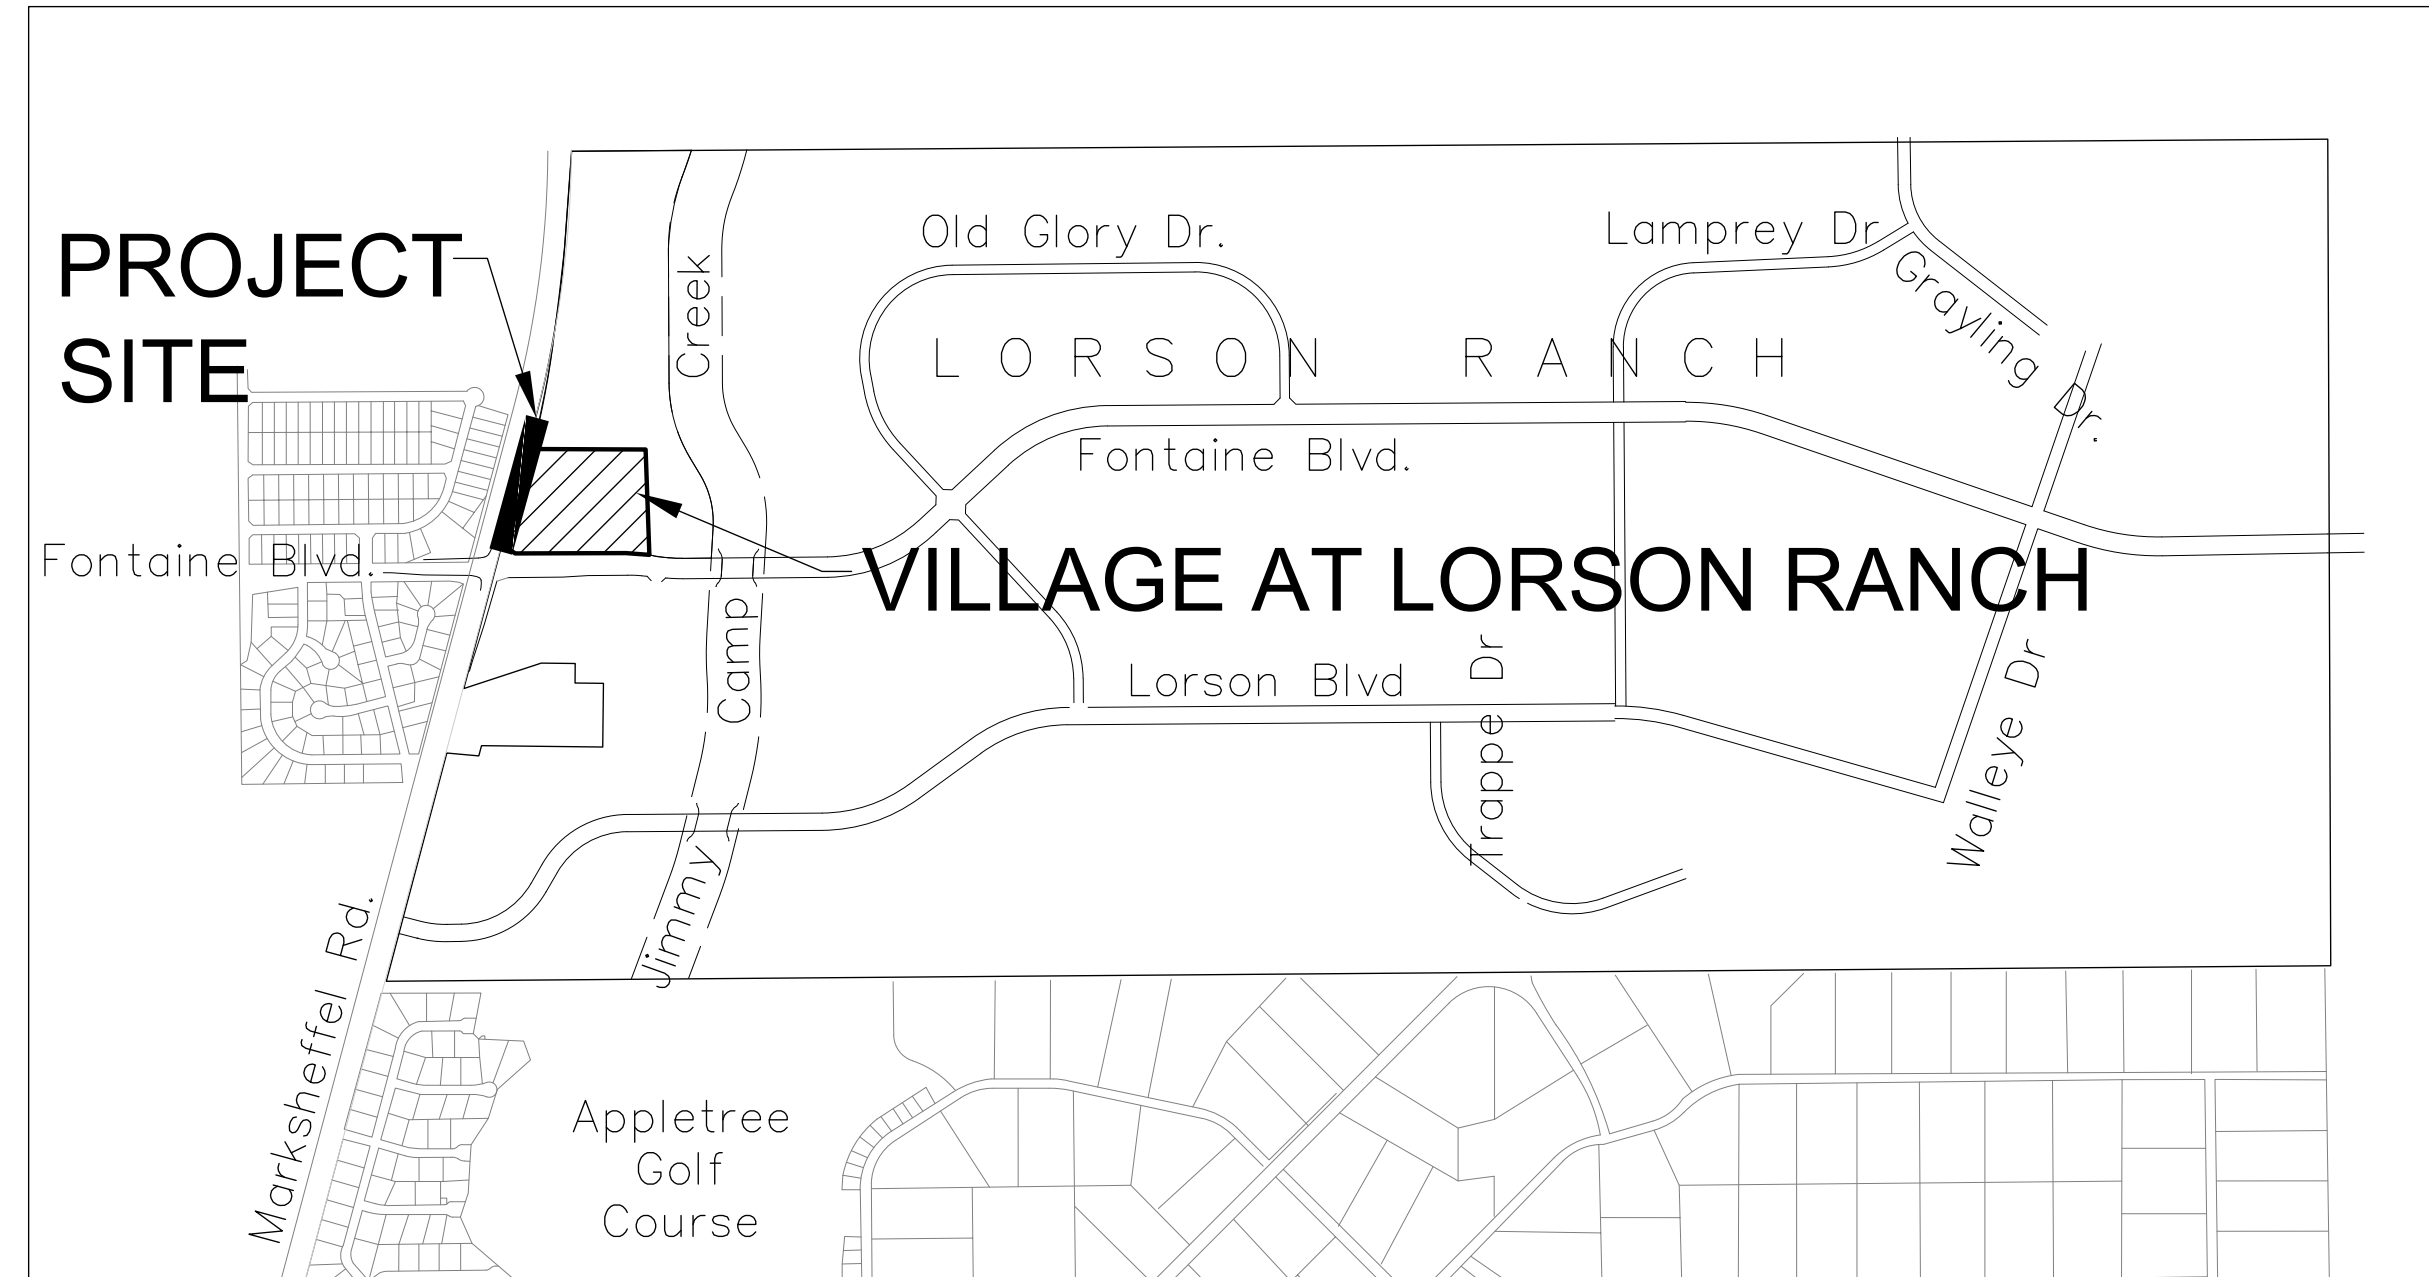 Old Glory Dr.
Lamprey Dr
PROJECT
SITE
Grayling Dr.
LORSON RANCH
Fontaine Blvd.
Fontaine Blvd.
VILLAGE AT LORSON RANCH
Lorson Blvd
Trappe Dr
Walleye Dr
Jimmy Camp Creek
Marksheffel Rd.
Appletree
Golf
Course